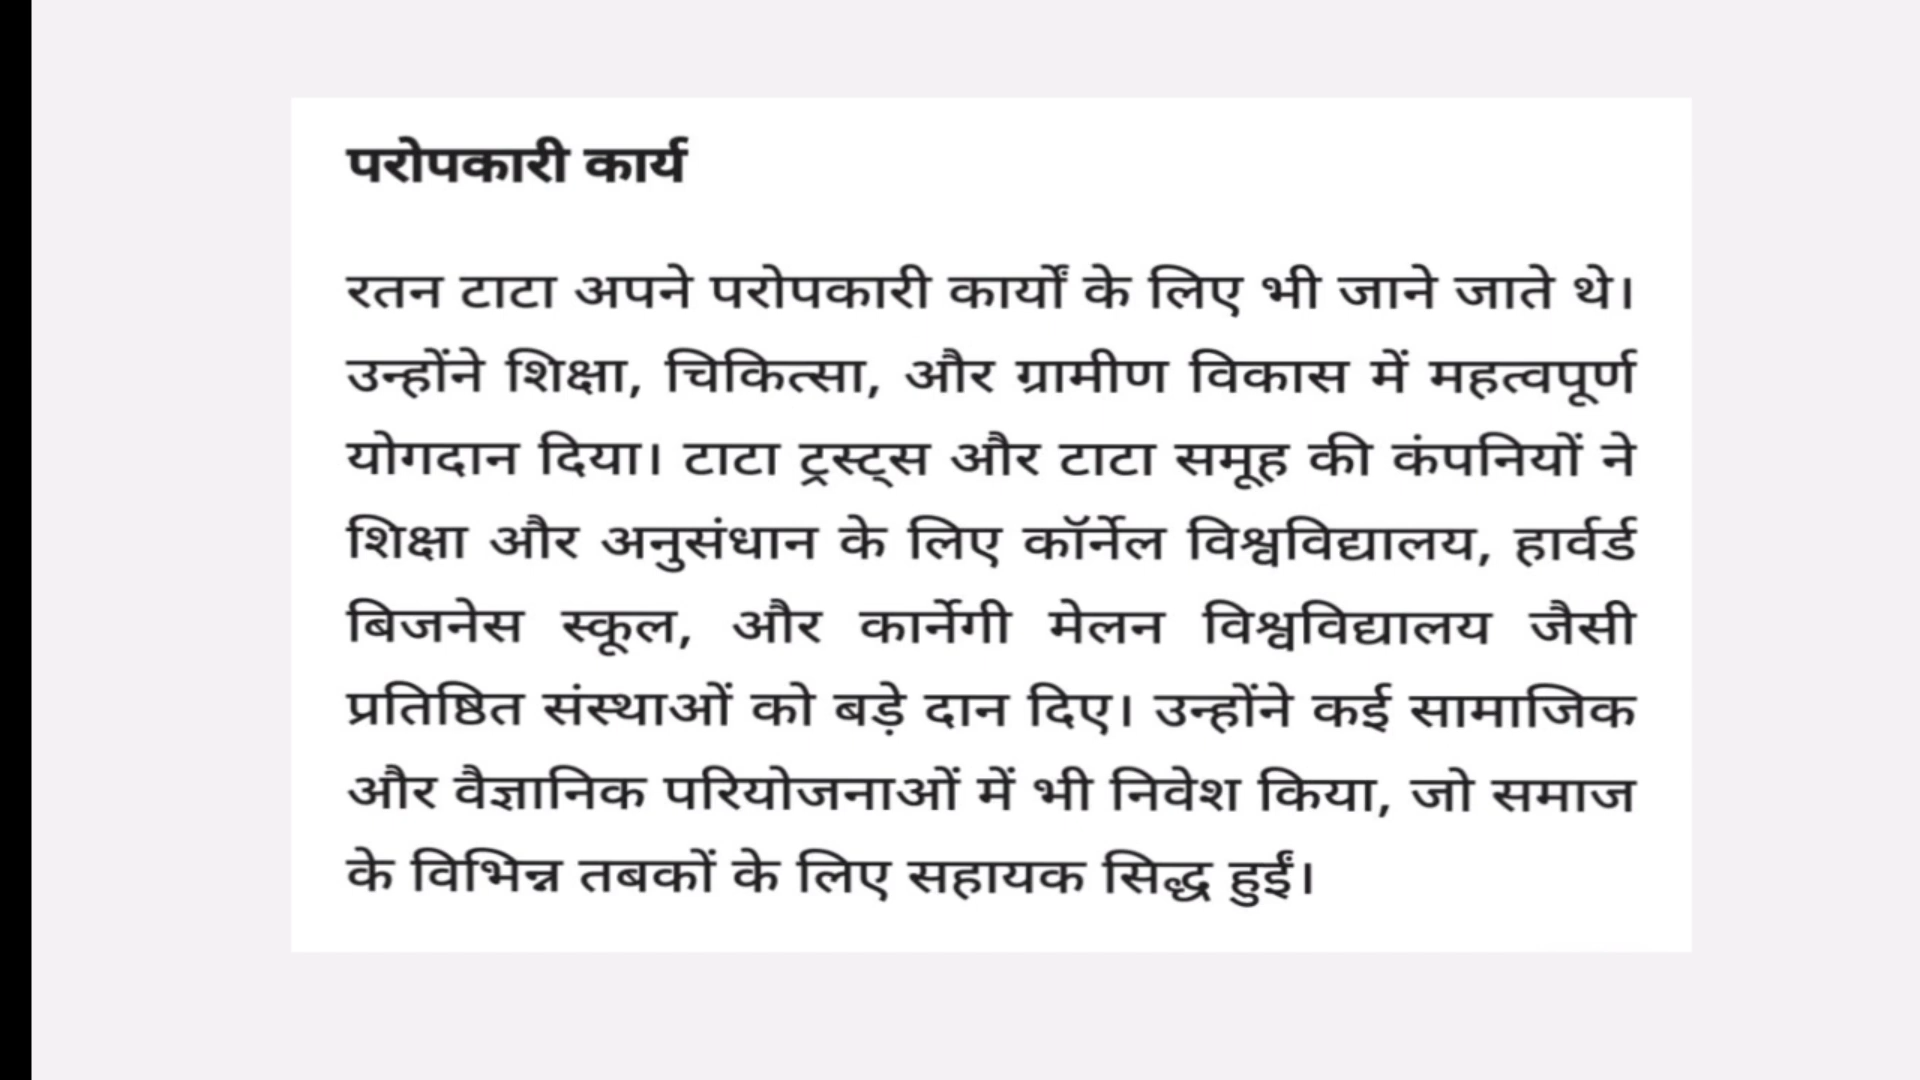 परोपकारी कार्य
रतन टाटा अपने परोपकारी कार्यों के लिए भी जाने जाते थे।
उन्होंने शिक्षा, चिकित्सा, और ग्रामीण विकास में महत्वपूर्ण
योगदान दिया। टाटा ट्रस्ट्स और टाटा समूह की कंपनियों ने
शिक्षा और अनुसंधान के लिए कॉर्नेल विश्वविद्यालय, हार्वर्ड
बिजनेस स्कूल, और कार्नेगी मेलन विश्वविद्यालय जैसी
प्रतिष्ठित संस्थाओं को बड़े दान दिए। उन्होंने कई सामाजिक
और वैज्ञानिक परियोजनाओं में भी निवेश किया, जो समाज
के विभिन्न तबकों के लिए सहायक सिद्ध हुईं।